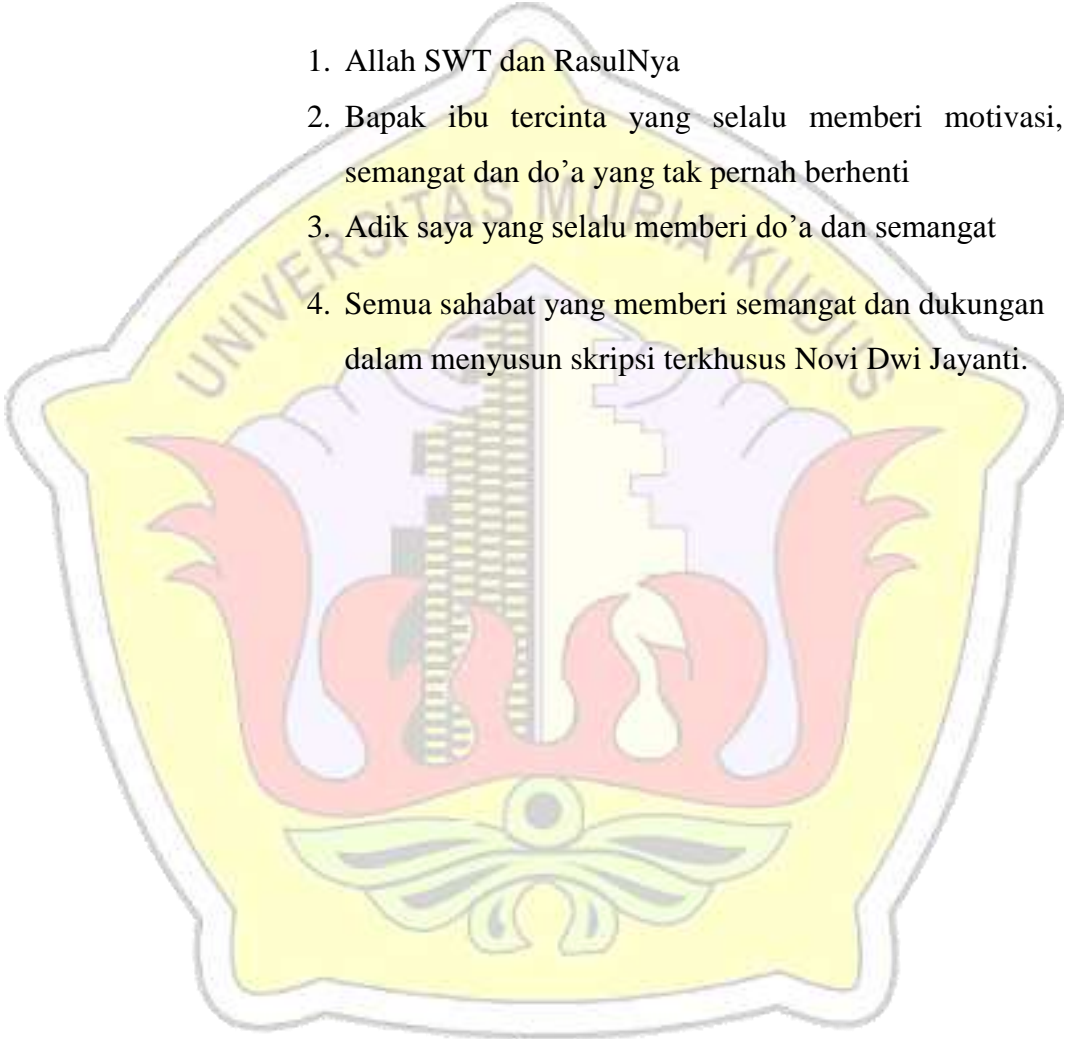 1. Allah SWT dan RasulNya
2. Bapak ibu tercinta yang selalu memberi motivasi,
semangat dan do’a yang tak pernah berhenti
UNIVERSITAS MURIA KUDUS
3. Adik saya yang selalu memberi do’a dan semangat
4. Semua sahabat yang memberi semangat dan dukungan
dalam menyusun skripsi terkhusus Novi Dwi Jayanti.